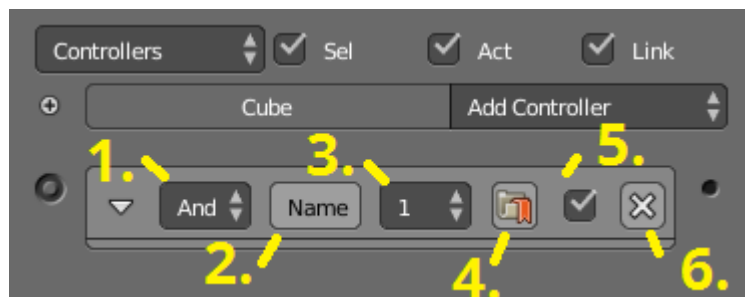 Controllers Sel Act Link
Cube Add Controller
1. 3. 5.
And Name 1
2. 4. 6.